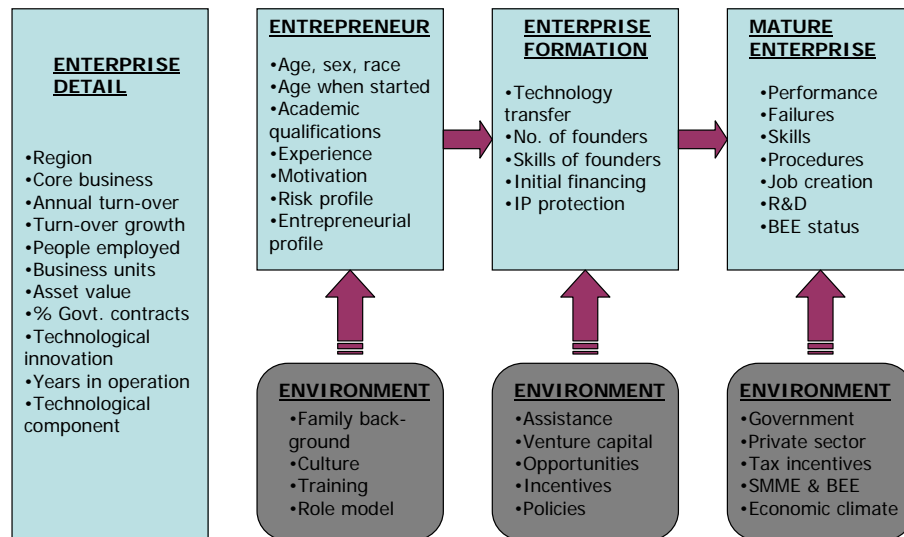 ENTERPRISE
DETAIL
•Region
•Core business
•Annual turn-over
•Turn-over growth
•People employed
•Business units
•Asset value
•% Govt. contracts
•Technological
innovation
•Years in operation
•Technological
component
ENTREPRENEUR
•Age, sex, race
•Age when started
•Academic
qualifications
•Experience
•Motivation
•Risk profile
•Entrepreneurial
profile
ENTERPRISE
FORMATION
•Technology
transfer
•No. of founders
•Skills of founders
•Initial financing
•IP protection
MATURE
ENTERPRISE
•Performance
•Failures
•Skills
•Procedures
•Job creation
•R&D
•BEE status
ENVIRONMENT
•Family back-
ground
•Culture
•Training
•Role model
ENVIRONMENT
•Assistance
•Venture capital
•Opportunities
•Incentives
•Policies
ENVIRONMENT
•Government
•Private sector
•Tax incentives
•SMME & BEE
•Economic climate